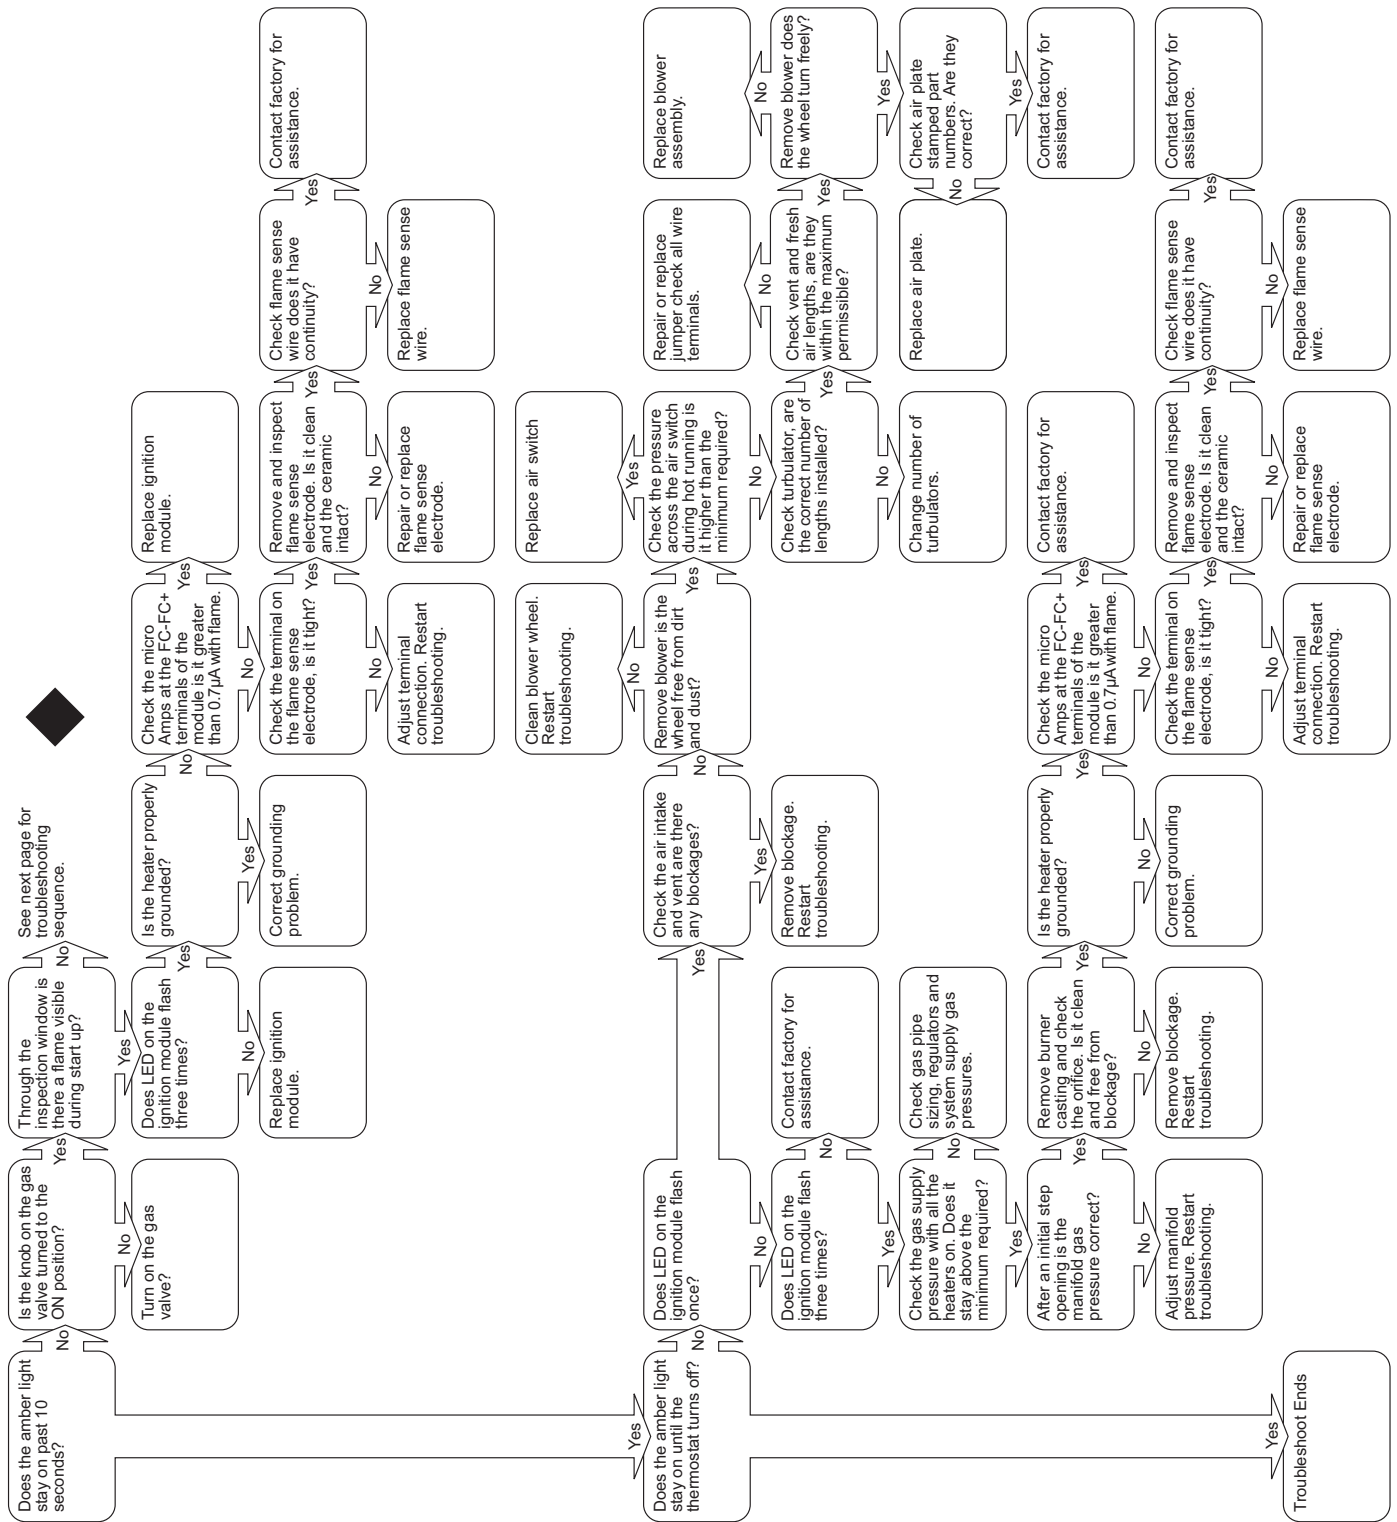 Does the amber light
stay on past 10
seconds?
No
Is the knob on the gas
valve turned to the
ON position?
Yes
Through the
inspection window is
there a flame visible
during start up?
No
See next page for
troubleshooting
sequence.
No
Yes
Turn on the gas
valve?
Does LED on the
ignition module flash
three times?
Yes
Is the heater properly
grounded?
No
Check the micro
Amps at the FC-FC+
terminals of the
module is it greater
than 0.7µA with flame.
Yes
Replace ignition
module.
No
Yes
No
Replace ignition
module.
Correct grounding
problem.
Check the terminal on
the flame sense
electrode, is it tight?
Yes
Remove and inspect
flame sense
electrode. Is it clean
and the ceramic
intact?
Yes
Check flame sense
wire does it have
continuity?
Yes
Contact factory for
assistance.
No
No
No
Adjust terminal
connection. Restart
troubleshooting.
Repair or replace
flame sense
electrode.
Replace flame sense
wire.
Clean blower wheel.
Restart
troubleshooting.
Replace air switch
Yes
No
Yes
Does the amber light
stay on until the
thermostat turns off?
No
Does LED on the
ignition module flash
once?
Yes
Check the air intake
and vent are there
any blockages?
No
Remove blower is the
wheel free from dirt
and dust?
Yes
Check the pressure
across the air switch
during hot running is
it higher than the
minimum required?
Repair or replace
jumper check all wire
terminals.
Replace blower
assembly.
No
Yes
No
No
No
Does LED on the
ignition module flash
three times?
No
Contact factory for
assistance.
Remove blockage.
Restart
troubleshooting.
Check turbulator, are
the correct number of
lengths installed?
Yes
Check vent and fresh
air lengths, are they
within the maximum
permissible?
Yes
Remove blower does
the wheel turn freely?
Yes
No
Yes
Check the gas supply
pressure with all the
heaters on. Does it
stay above the
minimum required?
No
Check gas pipe
sizing, regulators and
system supply gas
pressures.
Change number of
turbulators.
Replace air plate.
No
Check air plate
stamped part
numbers. Are they
correct?
Yes
Yes
After an initial step
opening is the
manifold gas
pressure correct?
Yes
Remove burner
casting and check
the orifice. Is it clean
and free from
blockage?
Yes
Is the heater properly
grounded?
Yes
Check the micro
Amps at the FC-FC+
terminals of the
module is it greater
than 0.7µA with flame.
Yes
Contact factory for
assistance.
Contact factory for
assistance.
No
No
No
No
Adjust manifold
pressure. Restart
troubleshooting.
Remove blockage.
Restart
troubleshooting.
Correct grounding
problem.
Check the terminal on
the flame sense
electrode, is it tight?
Yes
Remove and inspect
flame sense
electrode. Is it clean
and the ceramic
intact?
Yes
Check flame sense
wire does it have
continuity?
Yes
Contact factory for
assistance.
Yes
No
No
No
Troubleshoot Ends
Adjust terminal
connection. Restart
troubleshooting.
Repair or replace
flame sense
electrode.
Replace flame sense
wire.